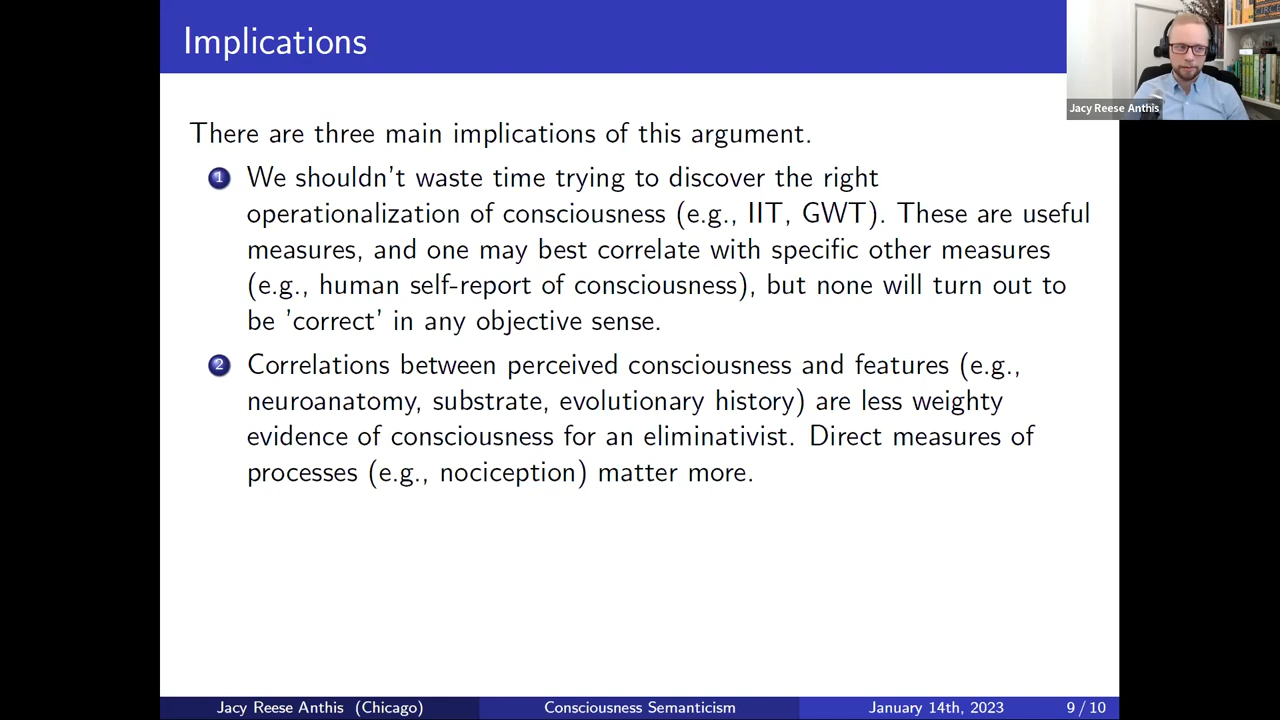 Implications
Jacy Reese Anthis
There are three main implications of this argument.
1 We shouldn't waste time trying to discover the right
operationalization of consciousness (e.g., IIT, GWT). These are useful
measures, and one may best correlate with specific other measures
(e.g., human self-report of consciousness), but none will turn out to
be 'correct' in any objective sense.
2 Correlations between perceived consciousness and features (e.g.,
neuroanatomy, substrate, evolutionary history) are less weighty
evidence of consciousness for an eliminativist. Direct measures of
processes (e.g., nociception) matter more.
Jacy Reese Anthis (Chicago)
Consciousness Semanticism
January 14th, 2023
9 / 10